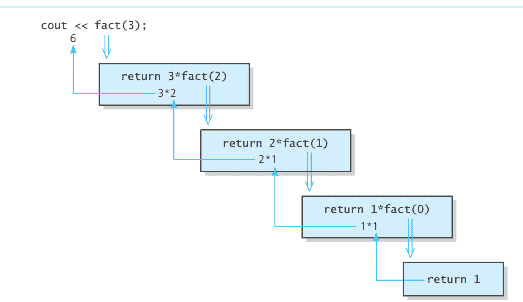 cout << fact(3);
6
return 3*fact(2)
3*2
return 2*fact(1)
2*1
return 1*fact(0)
1*1
return 1